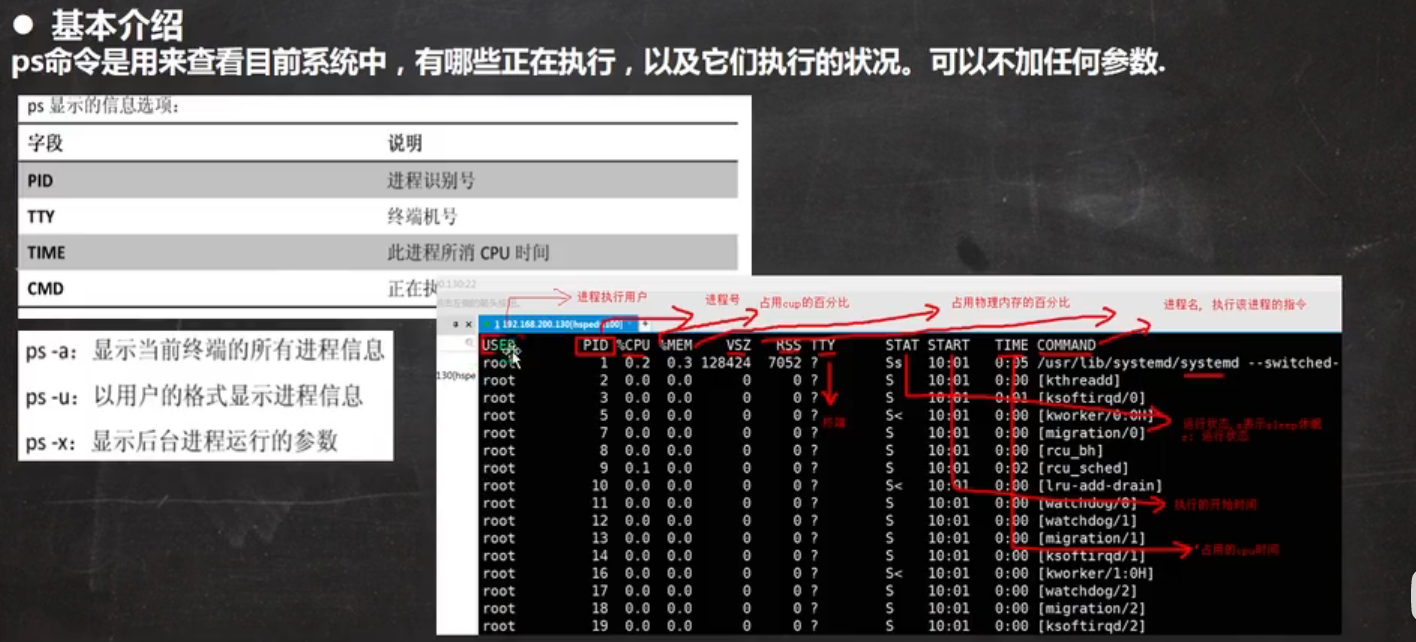 ● 基本介绍
ps命令是用来查看目前系统中，有哪些正在执行，以及它们执行的状况。可以不加任何参数.
ps 显示的信息选项：
字段 说明
PID 进程识别号
TTY 终端机号
TIME 此进程所消 CPU 时间
CMD 正在执
ps -a：显示当前终端的所有进程信息
ps -u：以用户的格式显示进程信息
ps -x：显示后台进程运行的参数
0.130:22
进程执行用户 进程号 占用cup的百分比 占用物理内存的百分比 进程名，执行该进程的指令
1 192.168.200.130[hspedu100] +
USER PID %CPU %MEM VSZ RSS TTY STAT START TIME COMMAND
root 1 0.2 0.3 128424 7052 ? Ss 10:01 0:05 /usr/lib/systemd/systemd --switched-
130[hspe
root 2 0.0 0.0 0 0 ? S 10:01 0:00 [kthreadd]
root 3 0.0 0.0 0 0 ? S 10:01 0:01 [ksoftirqd/0]
root 5 0.0 0.0 0 0 ? S< 10:01 0:00 [kworker/0:0H]
终端
运行状态,s表示sleep休眠
r: 运行状态
root 7 0.0 0.0 0 0 ? S 10:01 0:00 [migration/0]
root 8 0.0 0.0 0 0 ? S 10:01 0:00 [rcu_bh]
root 9 0.1 0.0 0 0 ? S 10:01 0:02 [rcu_sched]
root 10 0.0 0.0 0 0 ? S< 10:01 0:00 [lru-add-drain]
root 11 0.0 0.0 0 0 ? S 10:01 0:00 [watchdog/0]
执行的开始时间
root 12 0.0 0.0 0 0 ? S 10:01 0:00 [watchdog/1]
root 13 0.0 0.0 0 0 ? S 10:01 0:00 [migration/1]
占用的cpu时间
root 14 0.0 0.0 0 0 ? S 10:01 0:00 [ksoftirqd/1]
root 16 0.0 0.0 0 0 ? S< 10:01 0:00 [kworker/1:0H]
root 17 0.0 0.0 0 0 ? S 10:01 0:00 [watchdog/2]
root 18 0.0 0.0 0 0 ? S 10:01 0:00 [migration/2]
root 19 0.0 0.0 0 0 ? S 10:01 0:00 [ksoftirqd/2]